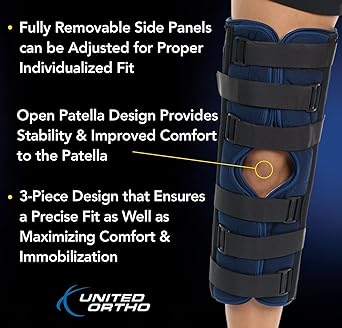 • Fully Removable Side Panels
can be Adjusted for Proper
Individualized Fit
Open Patella Design Provides
Stability & Improved Comfort
to the Patella
• 3-Piece Design that Ensures
a Precise Fit as Well as
Maximizing Comfort &
Immobilization
UNITED
ORTHO